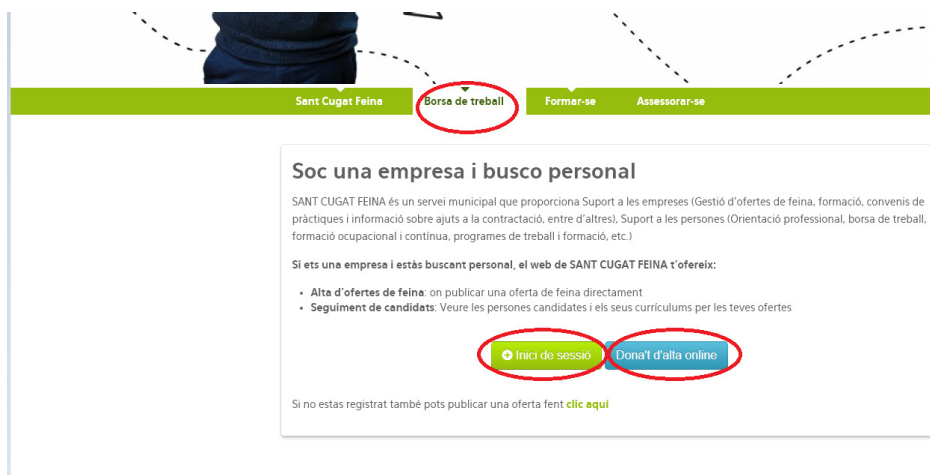 Sant Cugat Feina Borsa de treball Formar-se Assessorar-se
Soc una empresa i busco personal
SANT CUGAT FEINA és un servei municipal que proporciona Suport a les empreses (Gestió d'ofertes de feina, formació, convenis de
pràctiques i informació sobre ajuts a la contractació, entre d'altres), Suport a les persones (Orientació professional, borsa de treball,
formació ocupacional i contínua, programes de treball i formació, etc.)
Si ets una empresa i estàs buscant personal, el web de SANT CUGAT FEINA t'ofereix:
• Alta d'ofertes de feina: on publicar una oferta de feina directament
• Seguiment de candidats: Veure les persones candidates i els seus currículums per les teves ofertes
Inici de sessió Dona't d'alta online
Si no estas registrat també pots publicar una oferta fent clic aquí